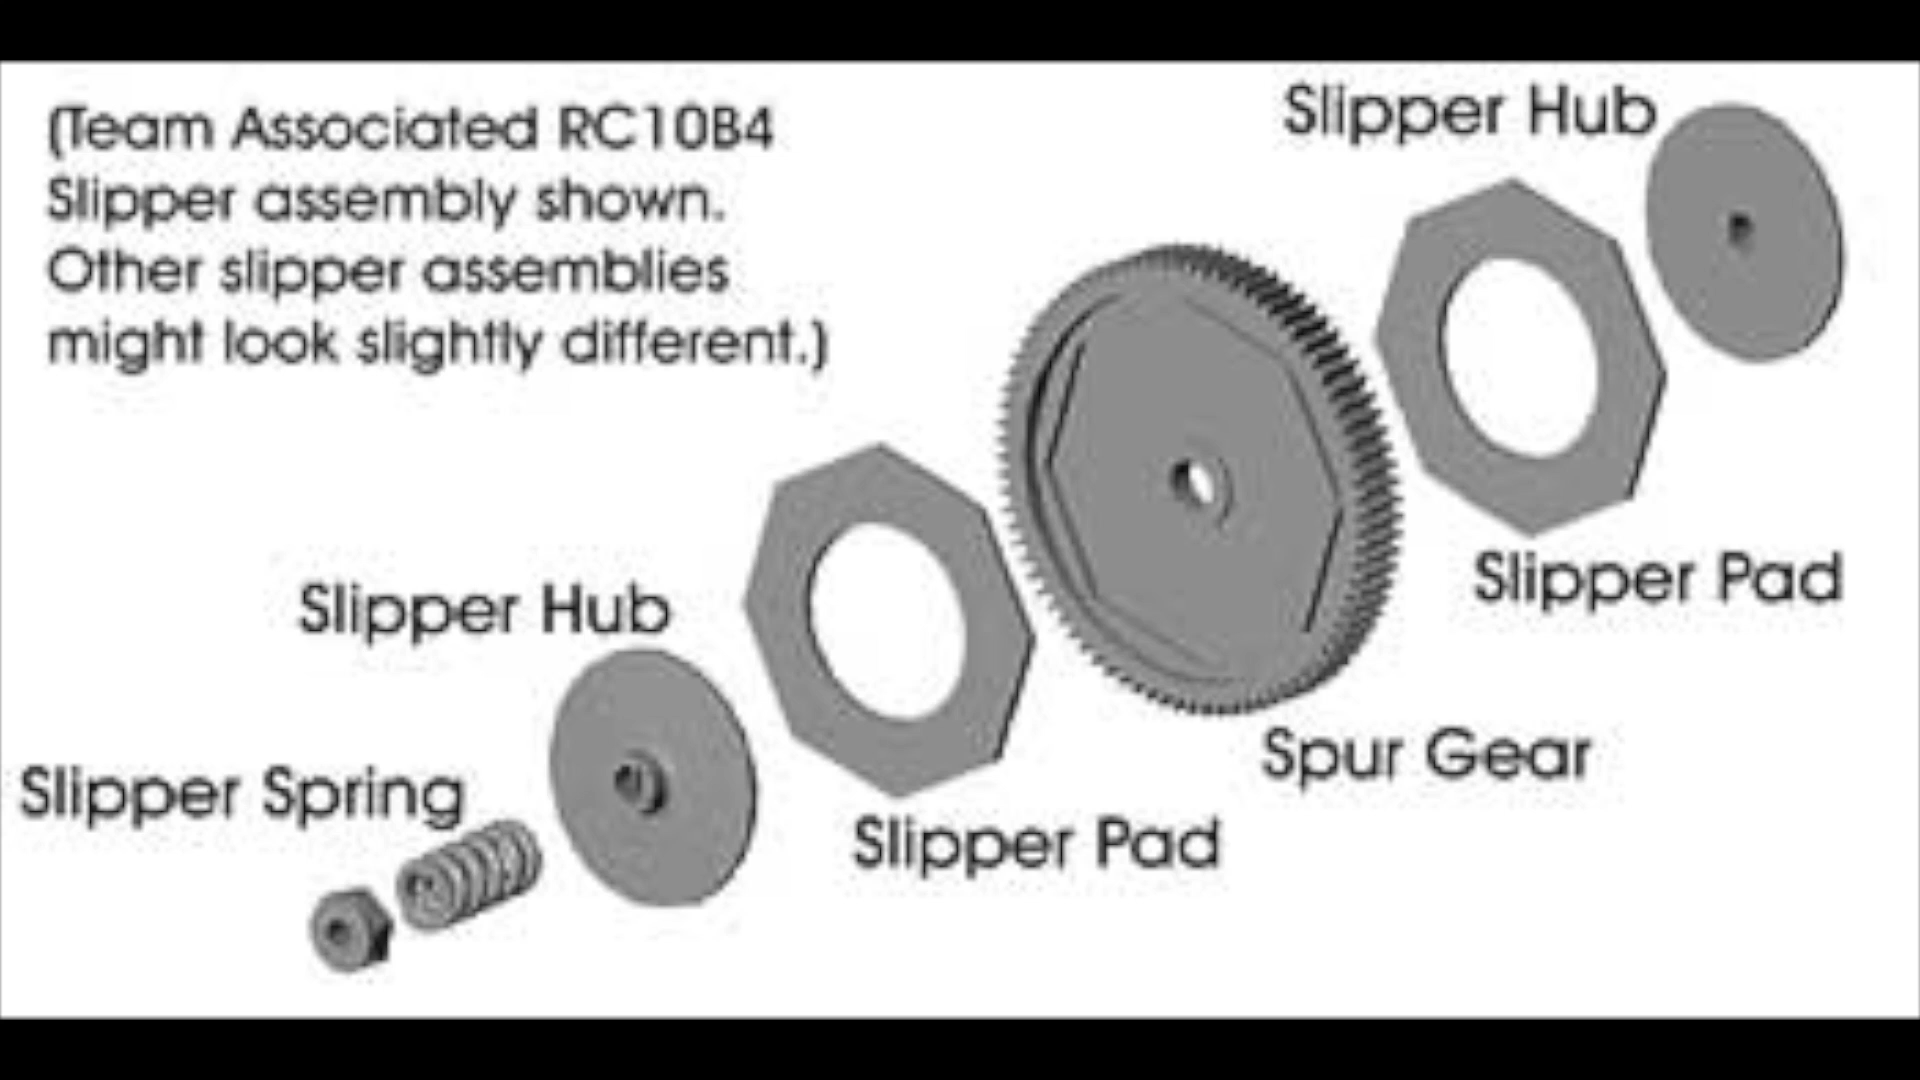 (Team Associated RC10B4
Slipper assembly shown.
Other slipper assemblies
might look slightly different.)
Slipper Hub
Slipper Pad
Spur Gear
Slipper Pad
Slipper Hub
Slipper Spring